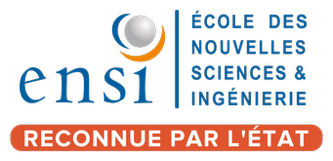 ensi
ÉCOLE DES
NOUVELLES
SCIENCES &
INGÉNIERIE
RECONNUE PAR L'ÉTAT